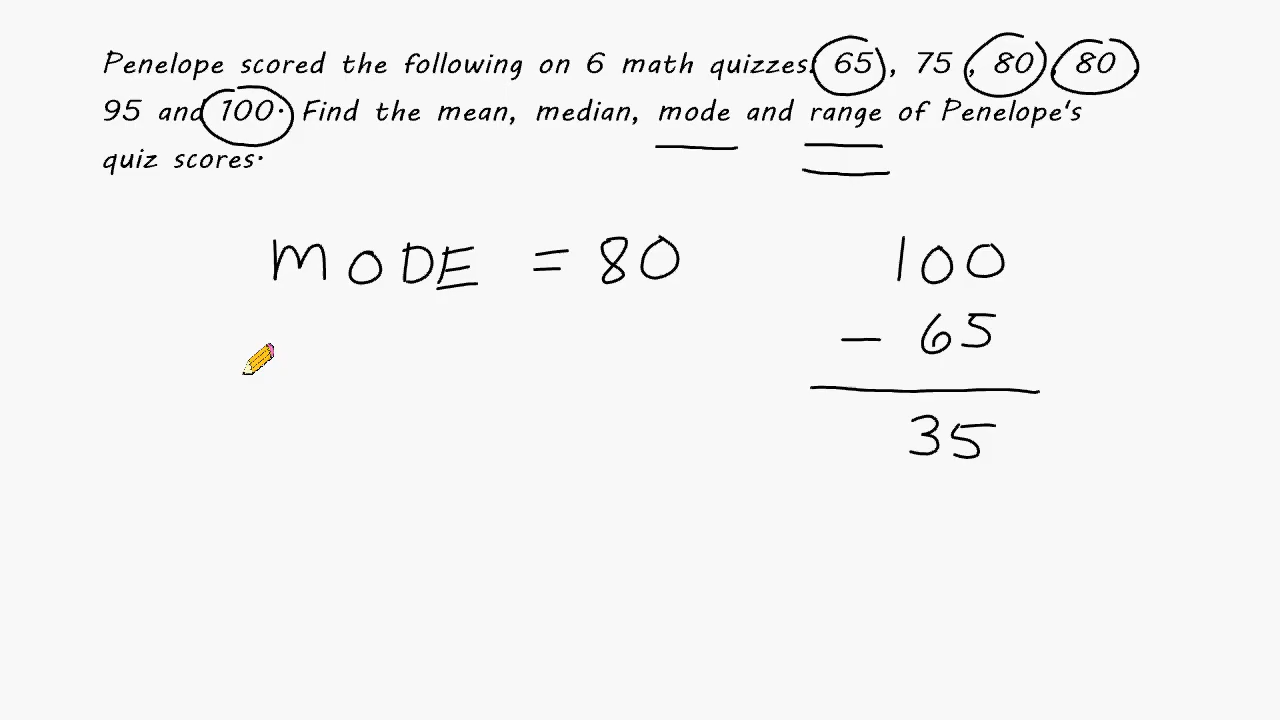 Penelope scored the following on 6 math quizzes: 65, 75, 80, 80,
95 and 100. Find the mean, median, mode and range of Penelope's
quiz scores.
MODE = 80
100
- 65
35